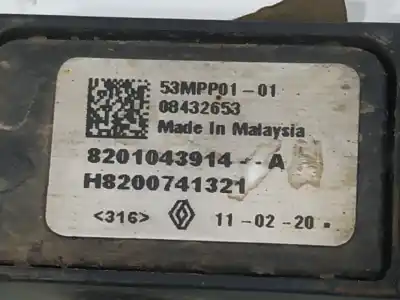 53MPP01-01
08432653
Made In Malaysia
8201043914--A
H8200741321
<316> 11-02-20